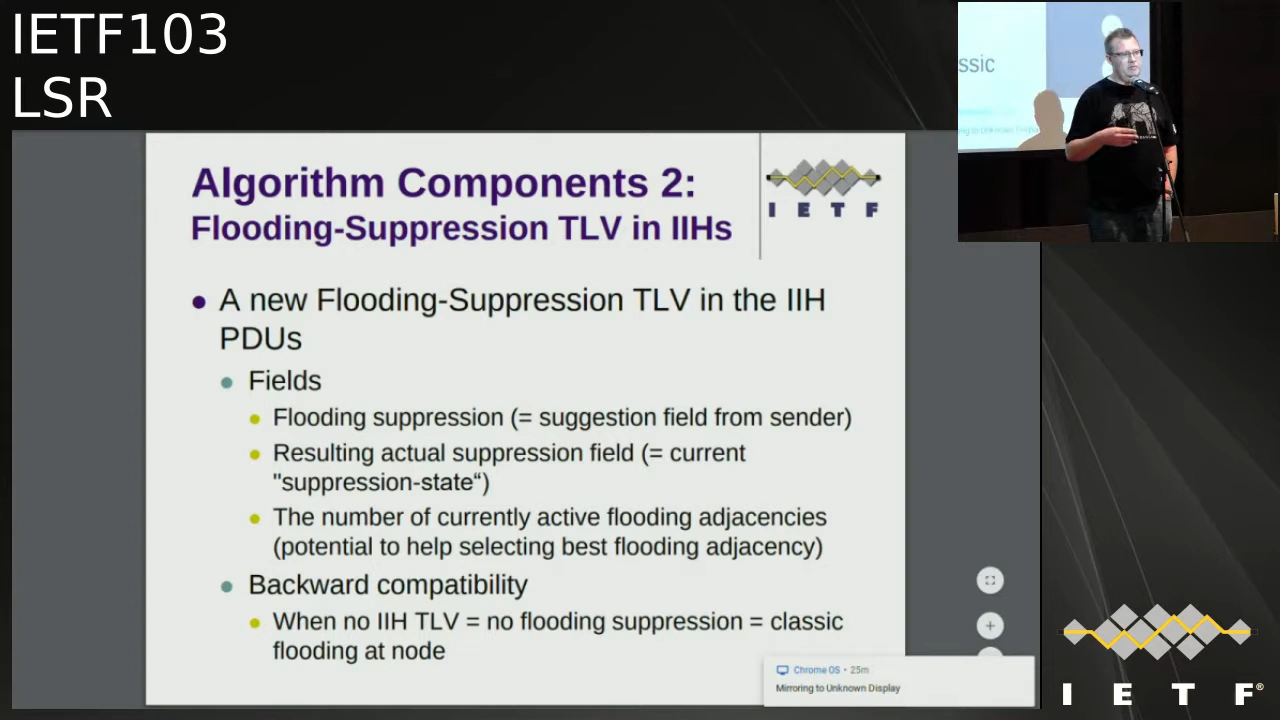 IETF103
LSR
ssic
Algorithm Components 2:
Flooding-Suppression TLV in IIHs
I E T F
A new Flooding-Suppression TLV in the IIH
PDUs
Fields
Flooding suppression (= suggestion field from sender)
Resulting actual suppression field (= current
"suppression-state“)
The number of currently active flooding adjacencies
(potential to help selecting best flooding adjacency)
Backward compatibility
When no IIH TLV = no flooding suppression = classic
flooding at node
Chrome OS • 25m
Mirroring to Unknown Display
I E T F®